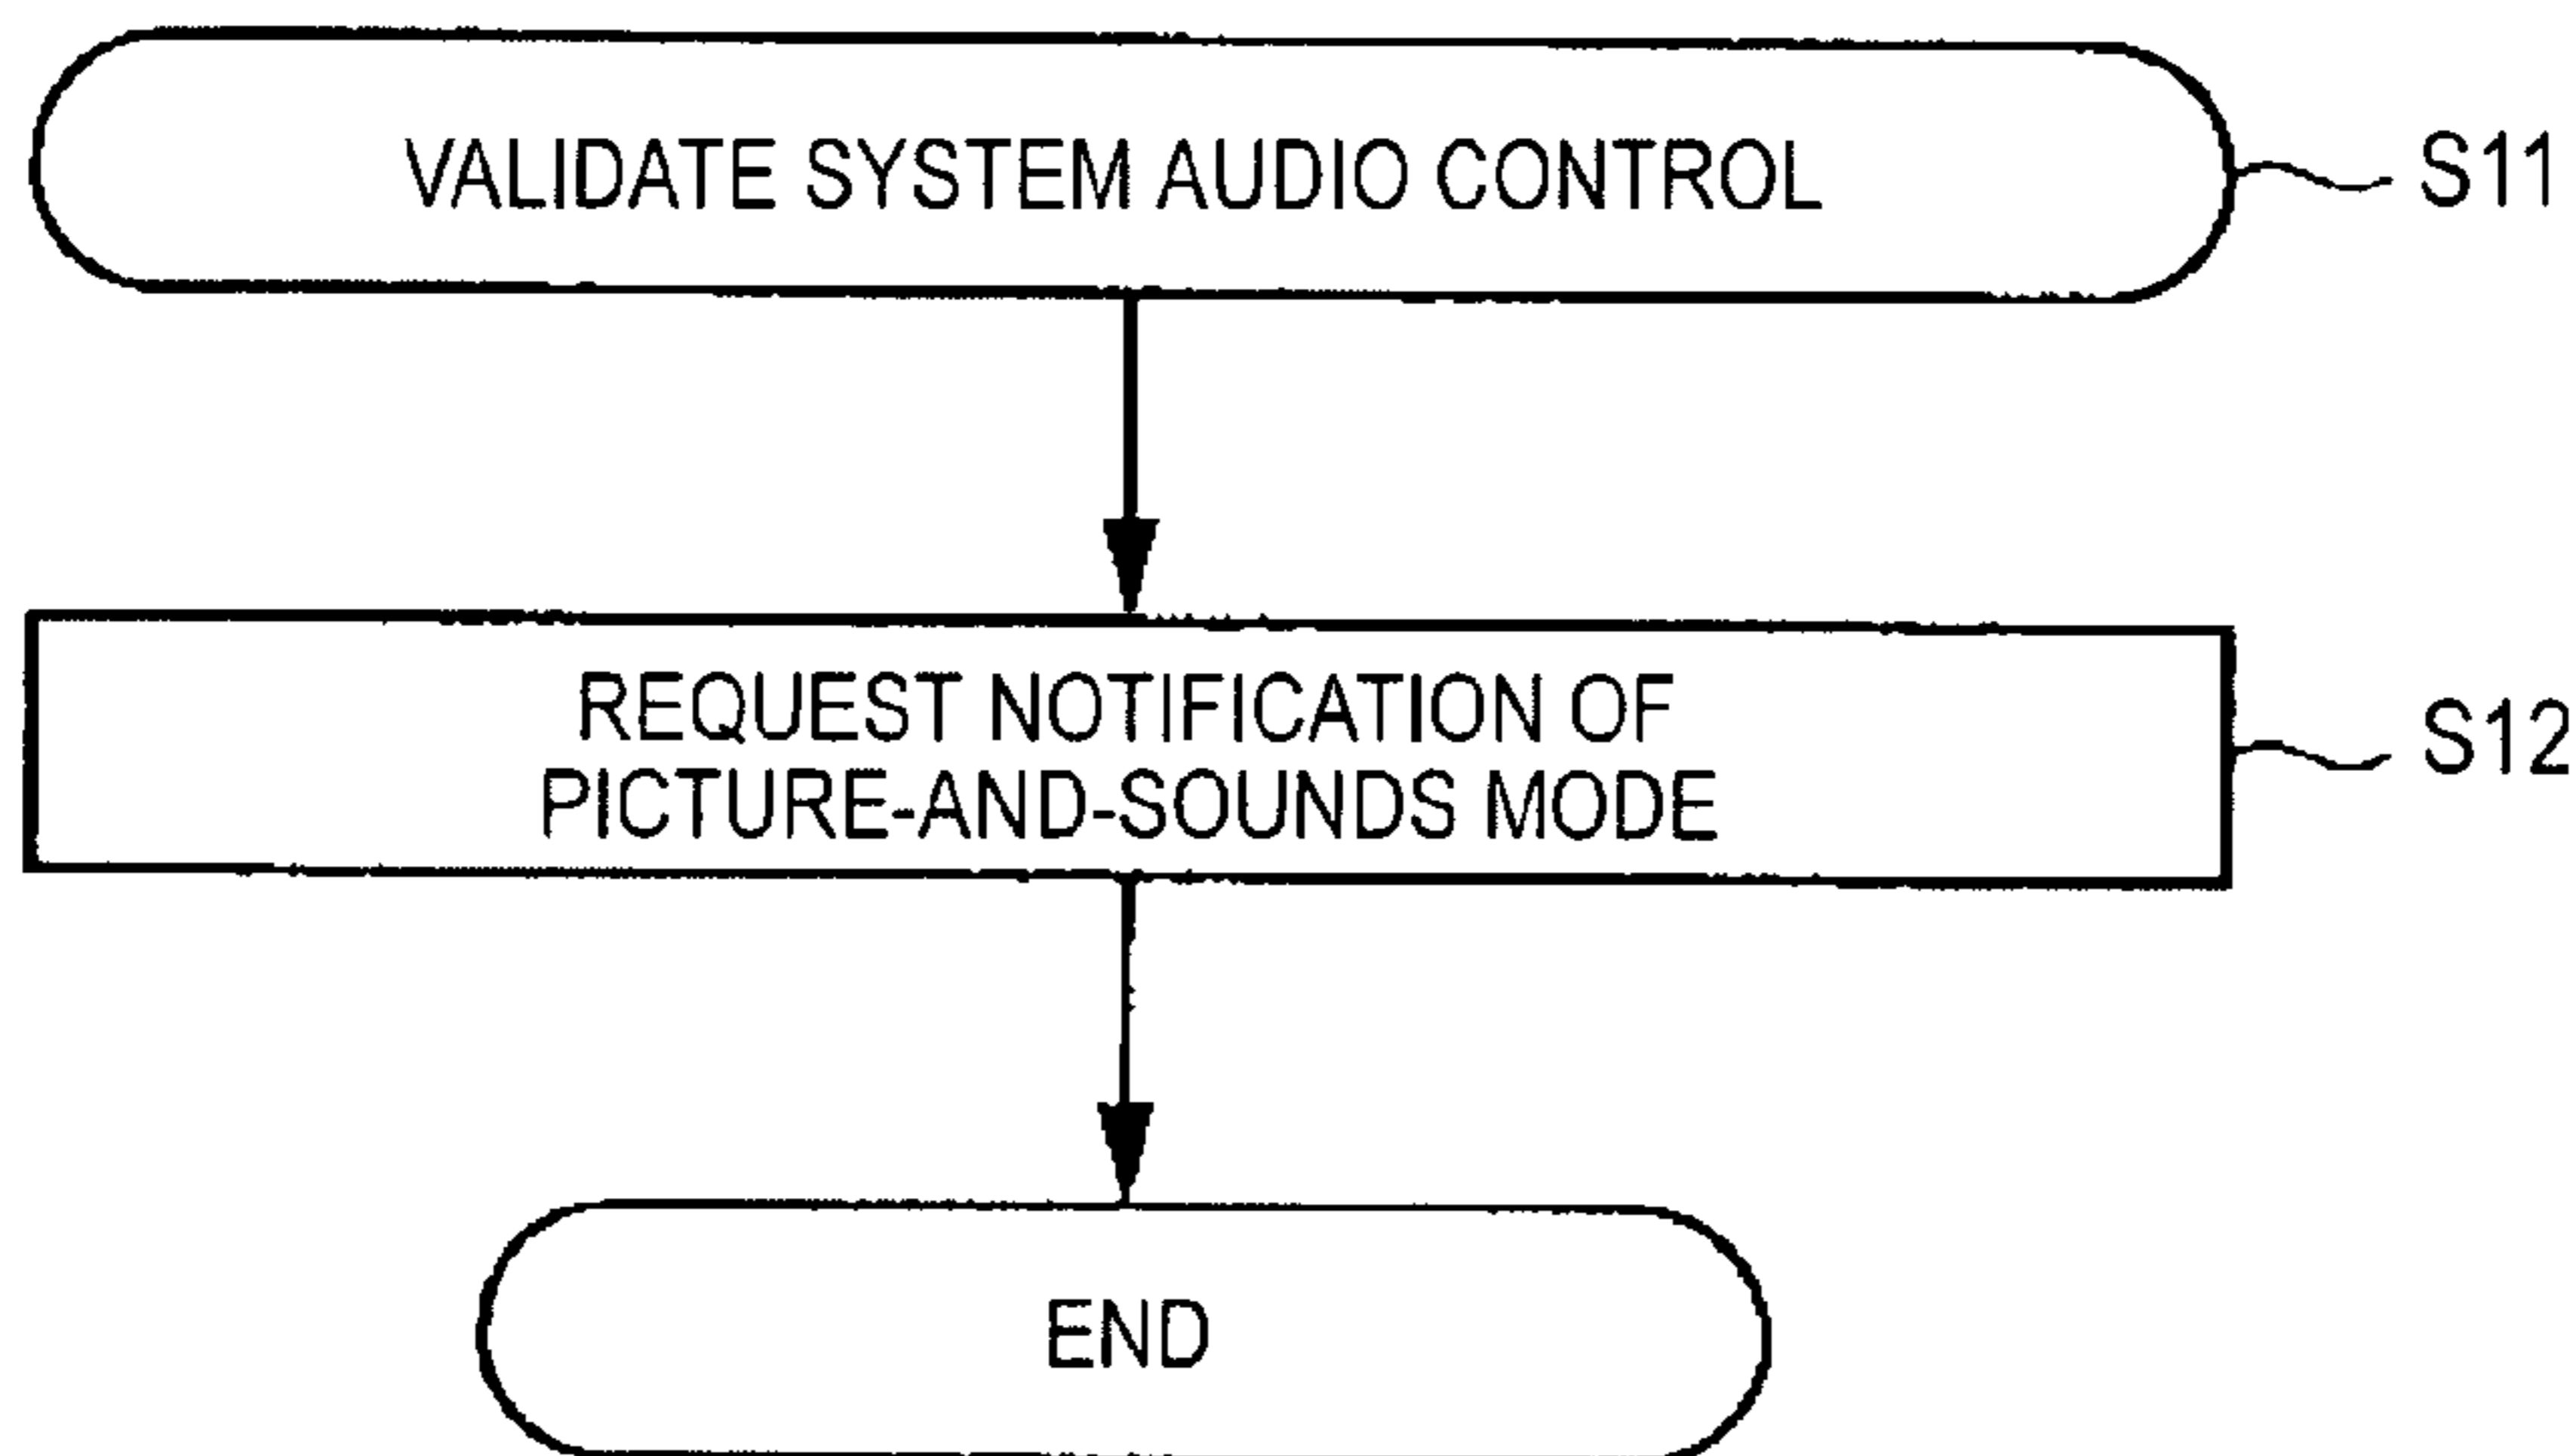 VALIDATE SYSTEM AUDIO CONTROL
S11
REQUEST NOTIFICATION OF
PICTURE-AND-SOUNDS MODE
S12
END